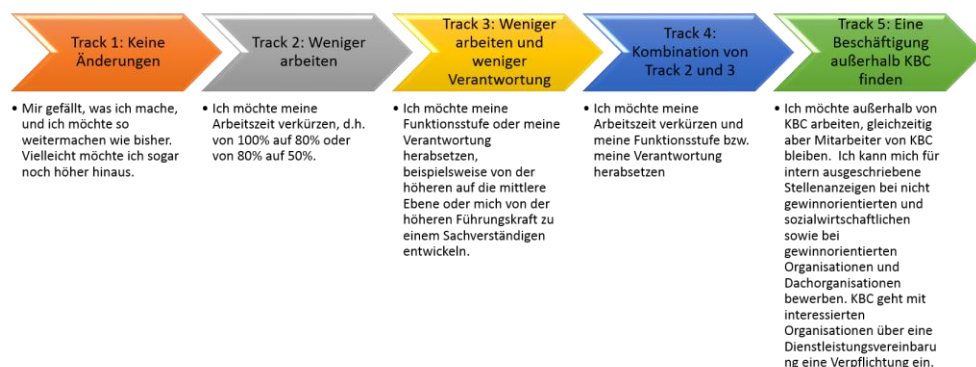 Track 1: Keine
Änderungen
• Mir gefällt, was ich mache,
und ich möchte so
weitermachen wie bisher.
Vielleicht möchte ich sogar
noch höher hinaus.
Track 2: Weniger
arbeiten
• Ich möchte meine
Arbeitszeit verkürzen, d.h.
von 100% auf 80% oder
von 80% auf 50%.
Track 3: Weniger
arbeiten und
weniger
Verantwortung
• Ich möchte meine
Funktionsstufe oder meine
Verantwortung
herabsetzen,
beispielsweise von der
höheren auf die mittlere
Ebene oder mich von der
höheren Führungskraft zu
einem Sachverständigen
entwickeln.
Track 4:
Kombination von
Track 2 und 3
• Ich möchte meine
Arbeitszeit verkürzen und
meine Funktionsstufe bzw.
meine Verantwortung
herabsetzen
Track 5: Eine
Beschäftigung
außerhalb KBC
finden
• Ich möchte außerhalb von
KBC arbeiten, gleichzeitig
aber Mitarbeiter von KBC
bleiben. Ich kann mich für
intern ausgeschriebene
Stellenanzeigen bei nicht
gewinnorientierten und
sozialwirtschaftlichen
sowie bei
gewinnorientierten
Organisationen und
Dachorganisationen
bewerben. KBC geht mit
interessierten
Organisationen über eine
Dienstleistungsvereinbaru
ng eine Verpflichtung ein.